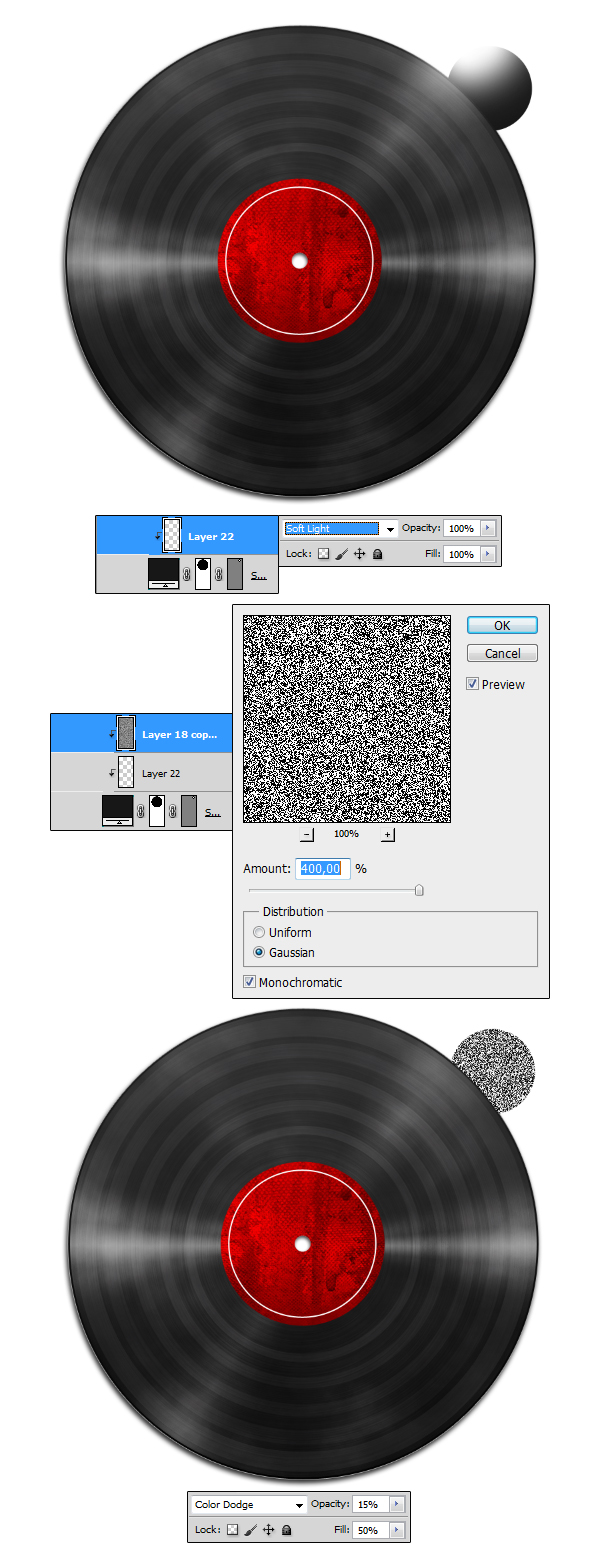 Layer 22
S...
Soft Light Opacity: 100%
Lock: Fill: 100%
OK
Cancel
Preview
Layer 18 cop...
Layer 22
S...
100%
Amount: 400,00 %
Distribution
Uniform
Gaussian
Monochromatic
Color Dodge Opacity: 15%
Lock: Fill: 50%